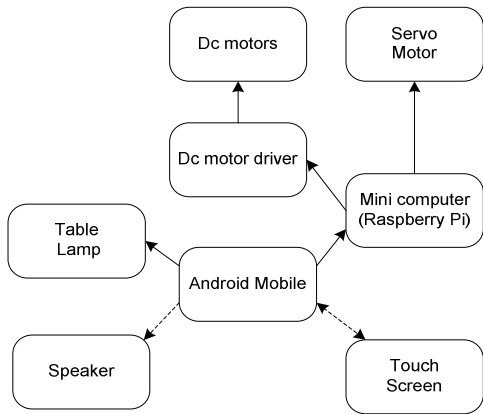 Dc motors
Servo
Motor
Dc motor driver
Mini computer
(Raspberry Pi)
Table
Lamp
Android Mobile
Speaker
Touch
Screen